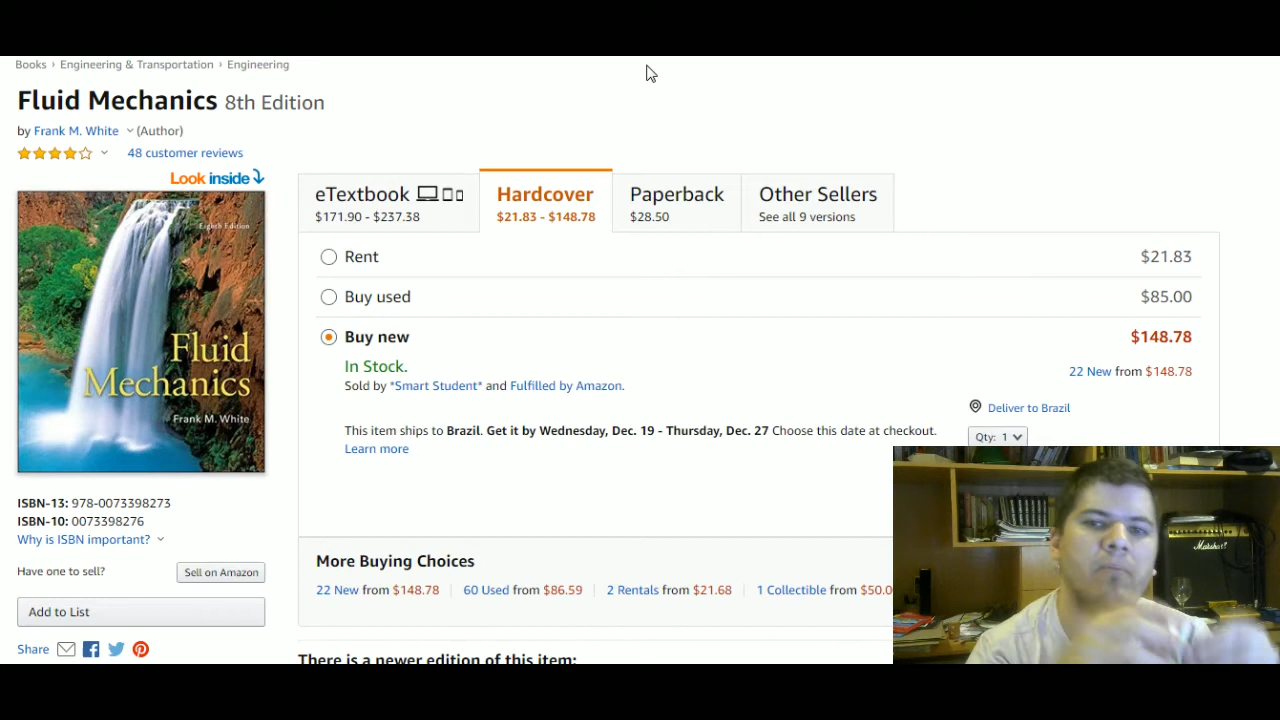 Books › Engineering & Transportation › Engineering
Fluid Mechanics 8th Edition
by Frank M. White (Author)
48 customer reviews
Look inside
Eighth Edition
Fluid
Mechanics
Frank M. White
ISBN-13: 978-0073398273
ISBN-10: 0073398276
Why is ISBN important?
Have one to sell? Sell on Amazon
Add to List
Share
eTextbook
$171.90 - $237.38
Hardcover
$21.83 - $148.78
Paperback
$28.50
Other Sellers
See all 9 versions
Rent $21.83
Buy used $85.00
Buy new $148.78
In Stock.
Sold by *Smart Student* and Fulfilled by Amazon.
22 New from $148.78
Deliver to Brazil
This item ships to Brazil. Get it by Wednesday, Dec. 19 - Thursday, Dec. 27 Choose this date at checkout.
Learn more
Qty: 1
More Buying Choices
22 New from $148.78 | 60 Used from $86.59 | 2 Rentals from $21.68 | 1 Collectible from $50.0
There is a newer edition of this item:
Marshall